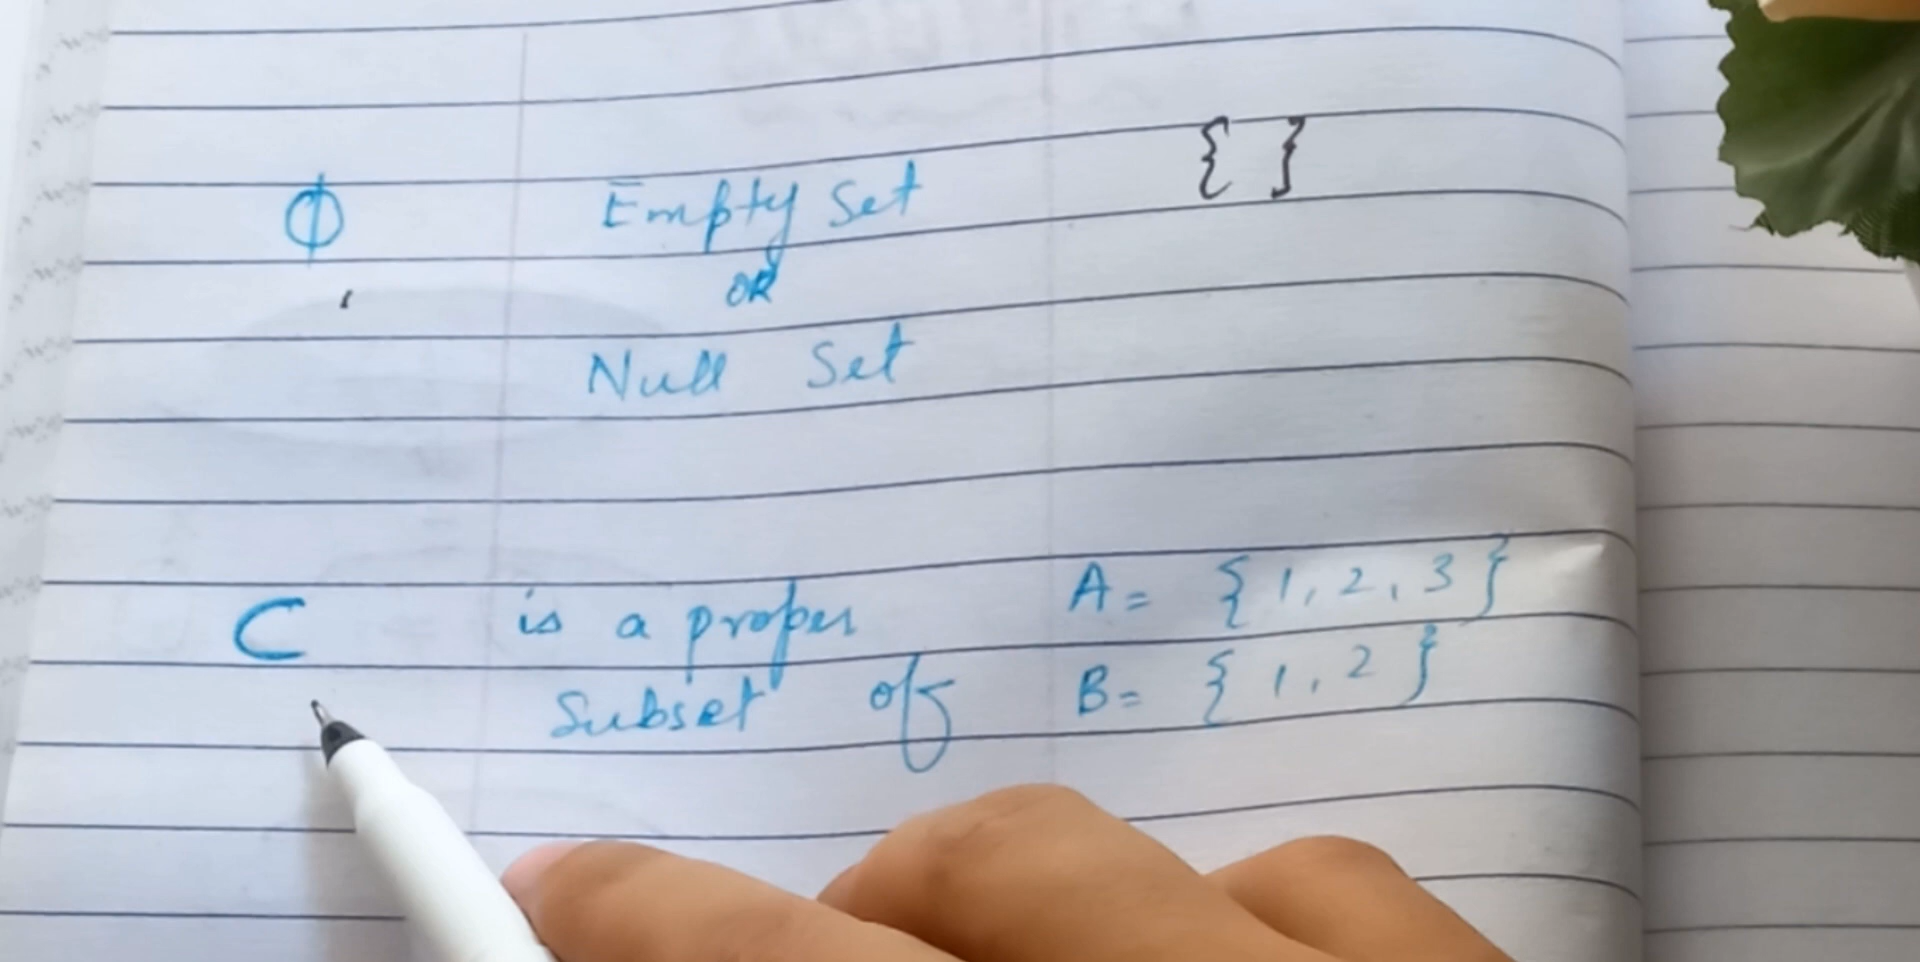 ϕ Empty Set { }
OR
Null Set
⊂ is a proper A= {1,2,3}
Subset of B= {1,2}